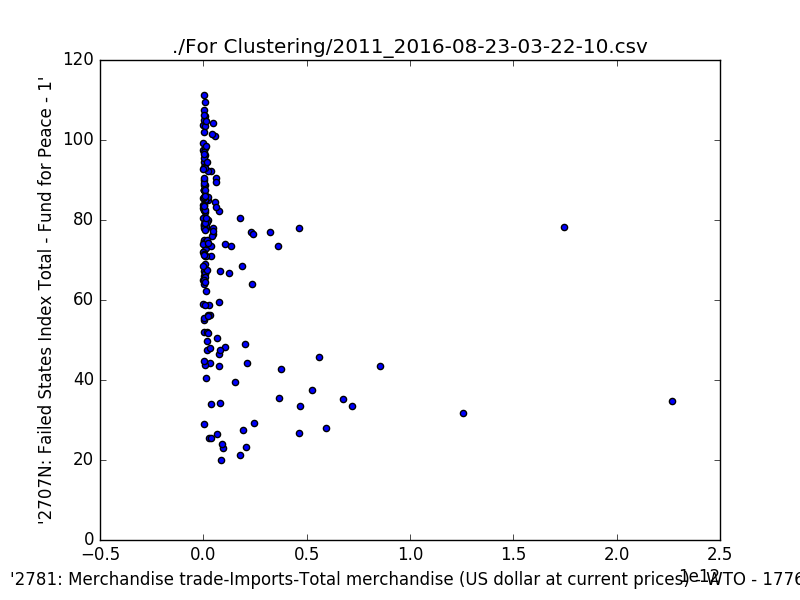 ./For Clustering/2011_2016-08-23-03-22-10.csv
'2707N: Failed States Index Total - Fund for Peace - 1'
120
100
80
60
40
20
0
−0.5 0.0 0.5 1.0 1.5 2.0 2.5
1e12
'2781: Merchandise trade-Imports-Total merchandise (US dollar at current prices) - WTO - 1776